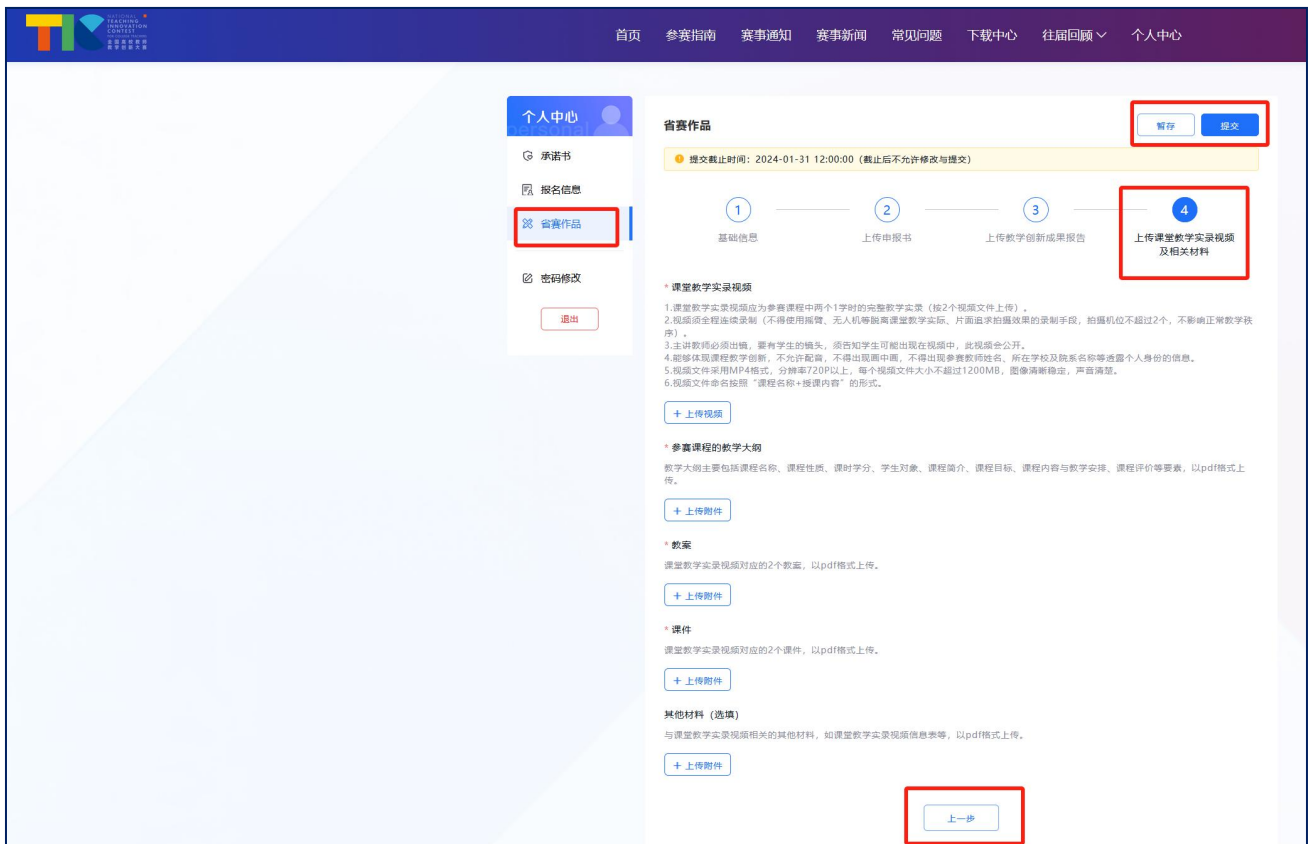 NATIONAL
TEACHING
INNOVATION
CONTEST
全国高校教师
教学创新大赛
首页 参赛指南 赛事通知 赛事新闻 常见问题 下载中心 往届回顾 个人中心
个人中心
personal
承诺书
报名信息
省赛作品
密码修改
退出
省赛作品
暂存 提交
提交截止时间：2024-01-31 12:00:00（截止后不允许修改与提交）
1 2 3 4
基础信息 上传申报书 上传教学创新成果报告 上传课堂教学实录视频
及相关材料
* 课堂教学实录视频
1.课堂教学实录视频应为参赛课程中两个1学时的完整教学实录（按2个视频文件上传）。
2.视频须全程连续录制（不得使用摇臂、无人机等脱离课堂教学实际、片面追求拍摄效果的录制手段，拍摄机位不超过2个，不影响正常教学秩
序）。
3.主讲教师必须出镜，要有学生的镜头，须告知学生可能出现在视频中，此视频会公开。
4.能够体现课程教学创新，不允许配音，不得出现画中画，不得出现参赛教师姓名、所在学校及院系名称等透露个人身份的信息。
5.视频文件采用MP4格式，分辨率720P以上，每个视频文件大小不超过1200MB，图像清晰稳定，声音清楚。
6.视频文件命名按照“课程名称+授课内容”的形式。
+ 上传视频
* 参赛课程的教学大纲
教学大纲主要包括课程名称、课程性质、课时学分、学生对象、课程简介、课程目标、课程内容与教学安排、课程评价等要素，以pdf格式上
传。
+ 上传附件
* 教案
课堂教学实录视频对应的2个教案，以pdf格式上传。
+ 上传附件
* 课件
课堂教学实录视频对应的2个课件，以pdf格式上传。
+ 上传附件
其他材料（选填）
与课堂教学实录视频相关的其他材料，如课堂教学实录视频信息表等，以pdf格式上传。
+ 上传附件
上一步